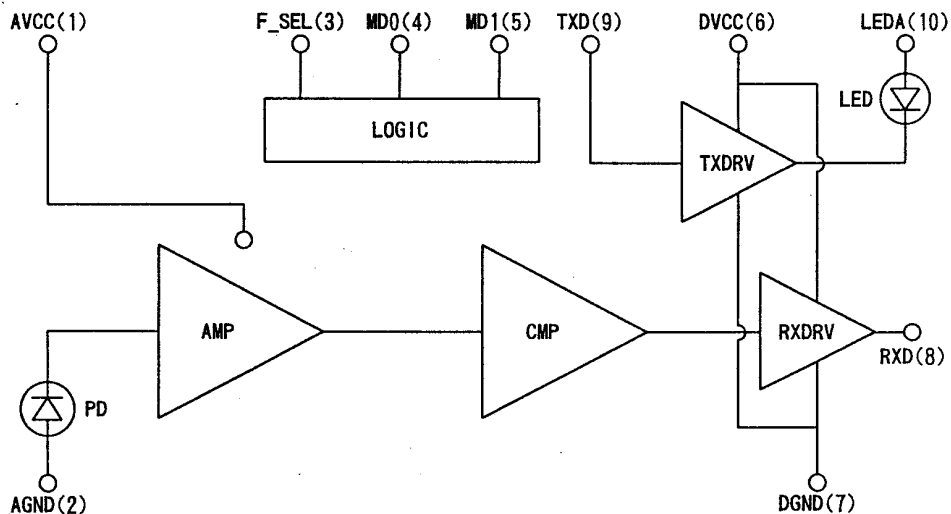 AVCC(1)
F_SEL(3)
MD0(4)
MD1(5)
TXD(9)
DVCC(6)
LEDA(10)
LED
LOGIC
TXDRV
AMP
CMP
RXDRV
RXD(8)
PD
AGND(2)
DGND(7)